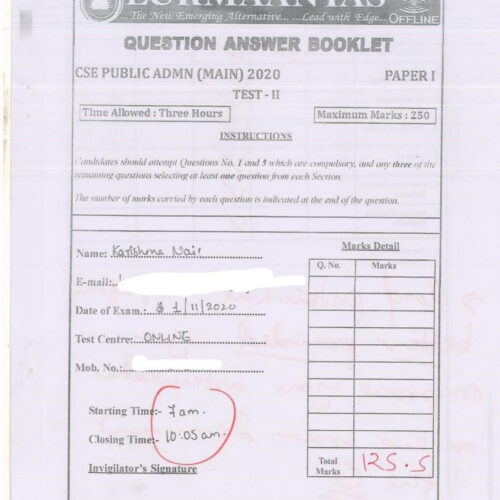 LUKMAAN IAS
The New Emerging Alternative... ...Lead with Edge... OFFLINE
QUESTION ANSWER BOOKLET
CSE PUBLIC ADMN (MAIN) 2020 PAPER I
TEST - II
Time Allowed : Three Hours Maximum Marks : 250
INSTRUCTIONS
Candidates should attempt Questions No. 1 and 5 which are compulsory, and any three of the
remaining questions selecting at least one question from each Section.
The number of marks carried by each question is indicated at the end of the question.
Marks Detail
Name: Karishma Nair
Q. No. Marks
E-mail:
Date of Exam.: 1/11/2020
Test Centre: ONLINE
Mob. No.:
Starting Time:- 7am.
Closing Time:- 10:05am.
Total Marks 125.5
Invigilator's Signature